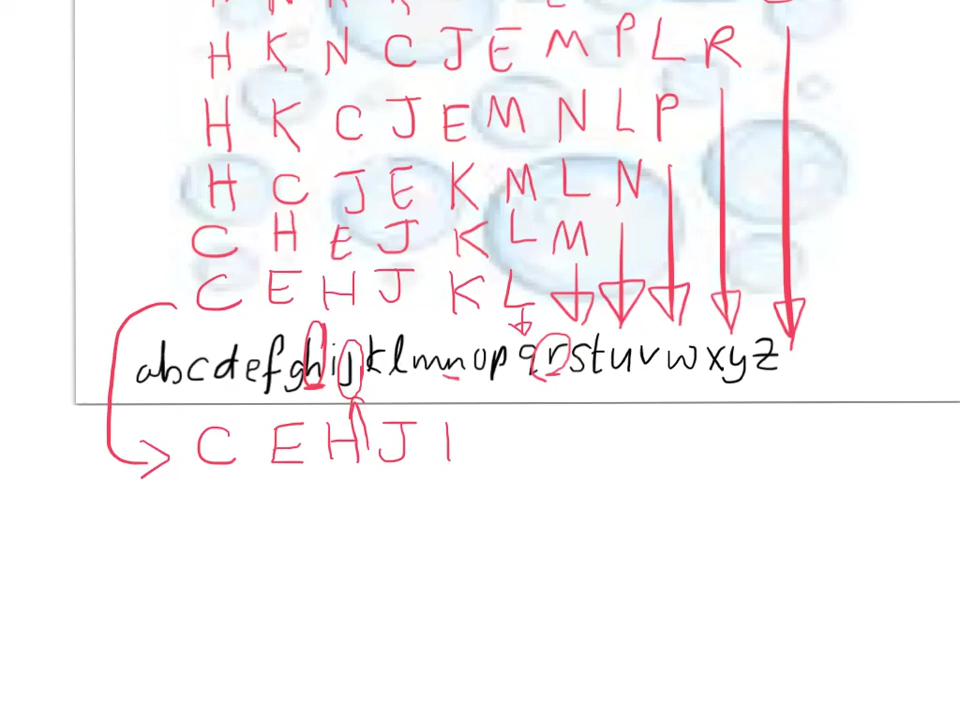 H K N C J E M P L R
H K C J E M N L P
H C J E K M L N
C H E J K L M
C E H J K L
abcdefghijklmnopqrstuvwxyz
C E H J I